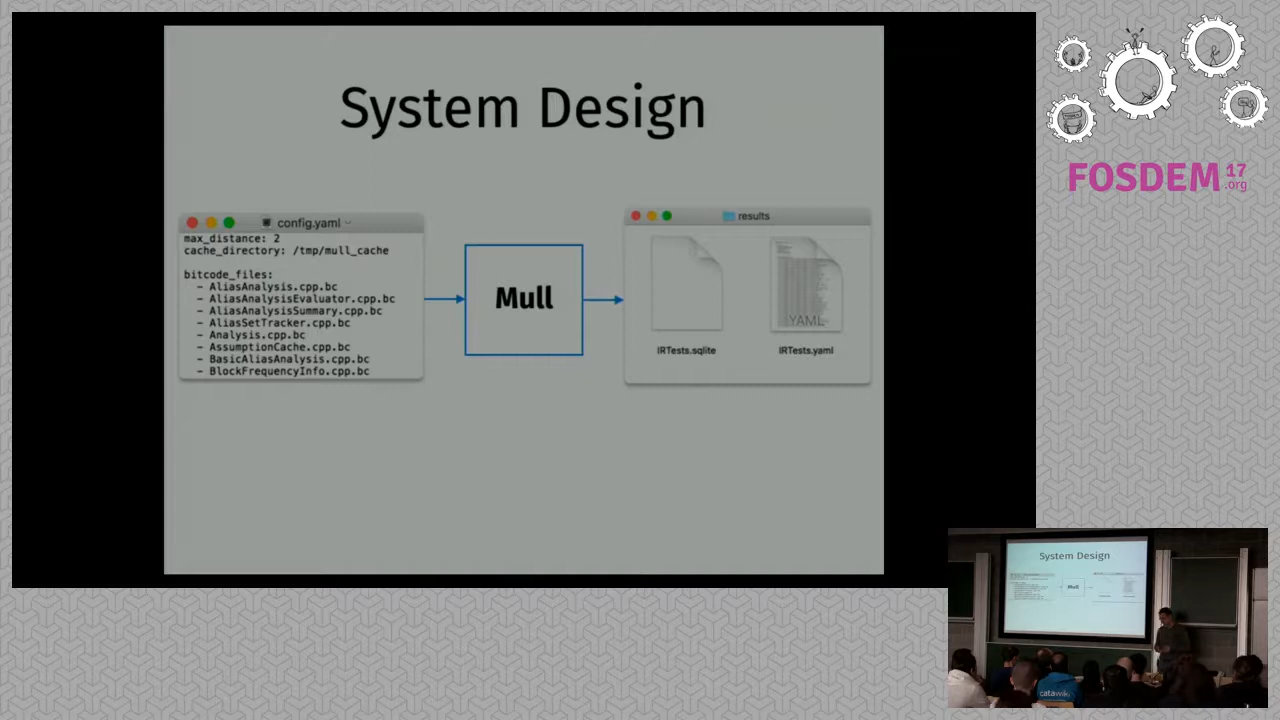 System Design
config.yaml
max_distance: 2
cache_directory: /tmp/mull_cache
bitcode_files:
- AliasAnalysis.cpp.bc
- AliasAnalysisEvaluator.cpp.bc
- AliasAnalysisSummary.cpp.bc
- AliasSetTracker.cpp.bc
- Analysis.cpp.bc
- AssumptionCache.cpp.bc
- BasicAliasAnalysis.cpp.bc
- BlockFrequencyInfo.cpp.bc
Mull
results
YAML
IRTests.sqlite
IRTests.yaml
FOSDEM 17
.org
System Design
Mull
catawiki